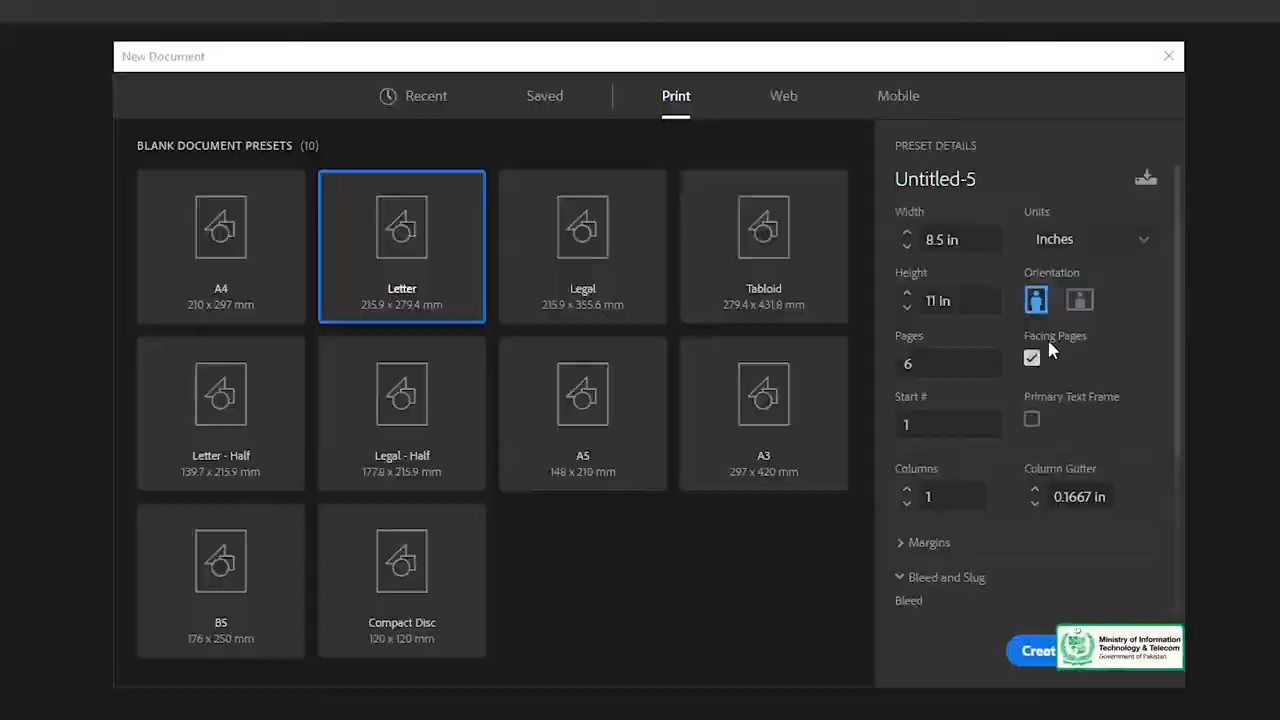 New Document
Recent Saved Print Web Mobile
BLANK DOCUMENT PRESETS (10)
A4
210 x 297 mm
Letter
215.9 x 279.4 mm
Legal
215.9 x 355.6 mm
Tabloid
279.4 x 431.8 mm
Letter - Half
139.7 x 215.9 mm
Legal - Half
177.8 x 215.9 mm
A5
148 x 210 mm
A3
297 x 420 mm
B5
176 x 250 mm
Compact Disc
120 x 120 mm
PRESET DETAILS
Untitled-5
Width Units
8.5 in Inches
Height Orientation
11 in
Pages Facing Pages
6
Start # Primary Text Frame
1
Columns Column Gutter
1 0.1667 in
Margins
Bleed and Slug
Bleed
Creat
Ministry of Information
Technology & Telecom
Government of Pakistan